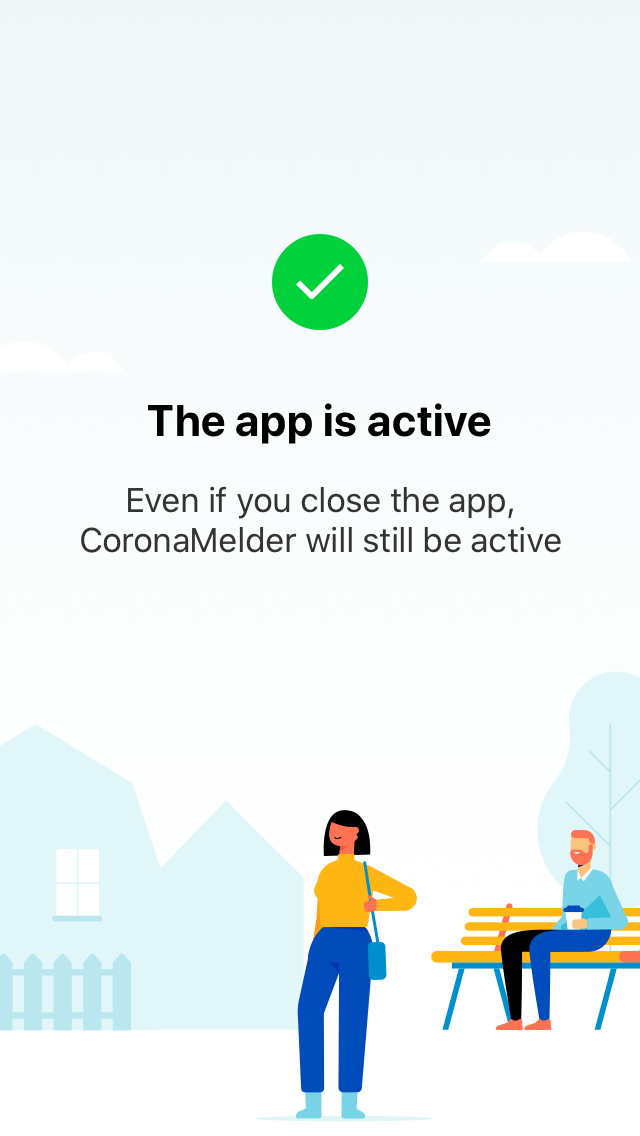 The app is active
Even if you close the app,
CoronaMelder will still be active